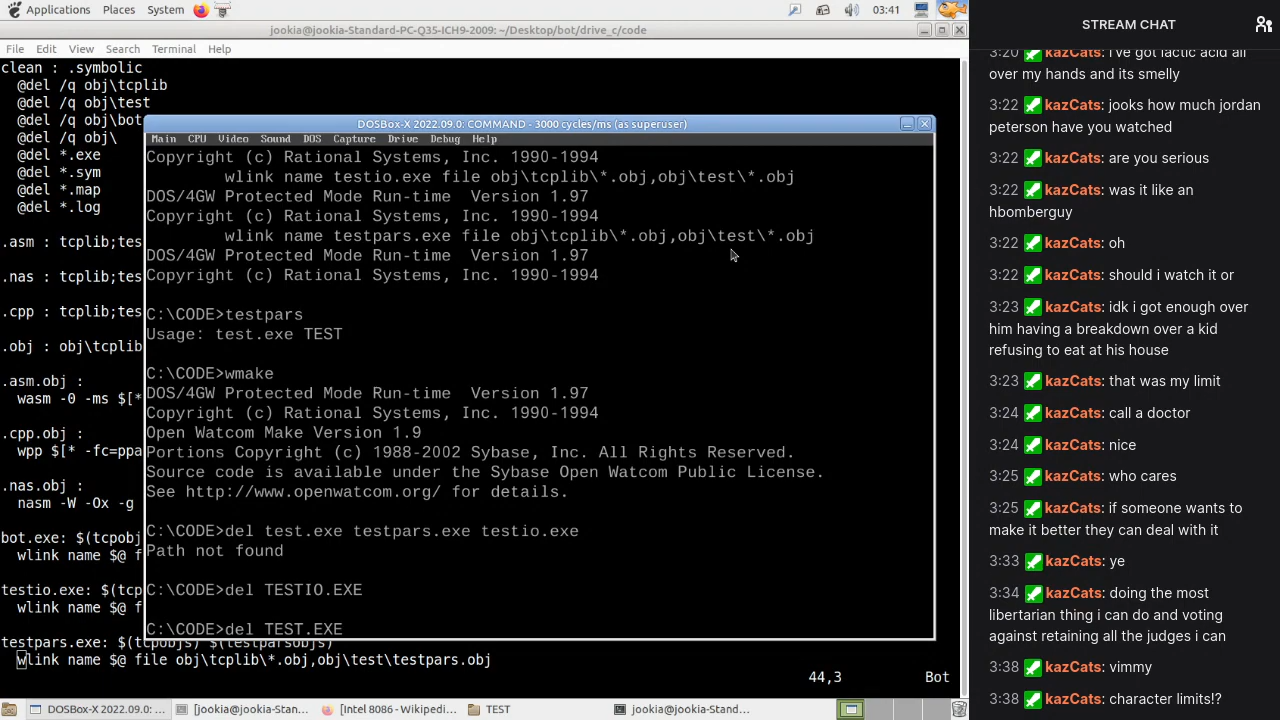 Applications Places System 03:41
jookia@jookia-Standard-PC-Q35-ICH9-2009: ~/Desktop/bot/drive_c/code
File Edit View Search Terminal Help
clean : .symbolic
@del /q obj\tcplib
@del /q obj\test
@del /q obj\bot
@del /q obj\
@del *.exe
@del *.sym
@del *.map
@del *.log
.asm : tcplib;tes
.nas : tcplib;tes
.cpp : tcplib;tes
.obj : obj\tcplib
.asm.obj :
wasm -0 -ms $[*
.cpp.obj :
wpp $[* -fc=ppa
.nas.obj :
nasm -W -Ox -g
bot.exe: $(tcpobj
wlink name $@ f
testio.exe: $(tcp
wlink name $@ f
testpars.exe: $(tcpobjs) $(testparsobjs)
wlink name $@ file obj\tcplib\*.obj,obj\test\testpars.obj
44,3 Bot
DOSBox-X 2022.09.0: COMMAND - 3000 cycles/ms (as superuser)
Main CPU Video Sound DOS Capture Drive Debug Help
Copyright (c) Rational Systems, Inc. 1990-1994
wlink name testio.exe file obj\tcplib\*.obj,obj\test\*.obj
DOS/4GW Protected Mode Run-time Version 1.97
Copyright (c) Rational Systems, Inc. 1990-1994
wlink name testpars.exe file obj\tcplib\*.obj,obj\test\*.obj
DOS/4GW Protected Mode Run-time Version 1.97
Copyright (c) Rational Systems, Inc. 1990-1994
C:\CODE>testpars
Usage: test.exe TEST
C:\CODE>wmake
DOS/4GW Protected Mode Run-time Version 1.97
Copyright (c) Rational Systems, Inc. 1990-1994
Open Watcom Make Version 1.9
Portions Copyright (c) 1988-2002 Sybase, Inc. All Rights Reserved.
Source code is available under the Sybase Open Watcom Public License.
See http://www.openwatcom.org/ for details.
C:\CODE>del test.exe testpars.exe testio.exe
Path not found
C:\CODE>del TESTIO.EXE
C:\CODE>del TEST.EXE
DOSBox-X 2022.09.0: ... [jookia@jookia-Stan... [Intel 8086 - Wikipedi... TEST jookia@jookia-Stand...
STREAM CHAT
3:20 kazCats: i've got lactic acid all
over my hands and its smelly
3:22 kazCats: jooks how much jordan
peterson have you watched
3:22 kazCats: are you serious
3:22 kazCats: was it like an
hbomberguy
3:22 kazCats: oh
3:22 kazCats: should i watch it or
3:23 kazCats: idk i got enough over
him having a breakdown over a kid
refusing to eat at his house
3:23 kazCats: that was my limit
3:24 kazCats: call a doctor
3:24 kazCats: nice
3:25 kazCats: who cares
3:25 kazCats: if someone wants to
make it better they can deal with it
3:33 kazCats: ye
3:34 kazCats: doing the most
libertarian thing i can do and voting
against retaining all the judges i can
3:38 kazCats: vimmy
3:38 kazCats: character limits!?